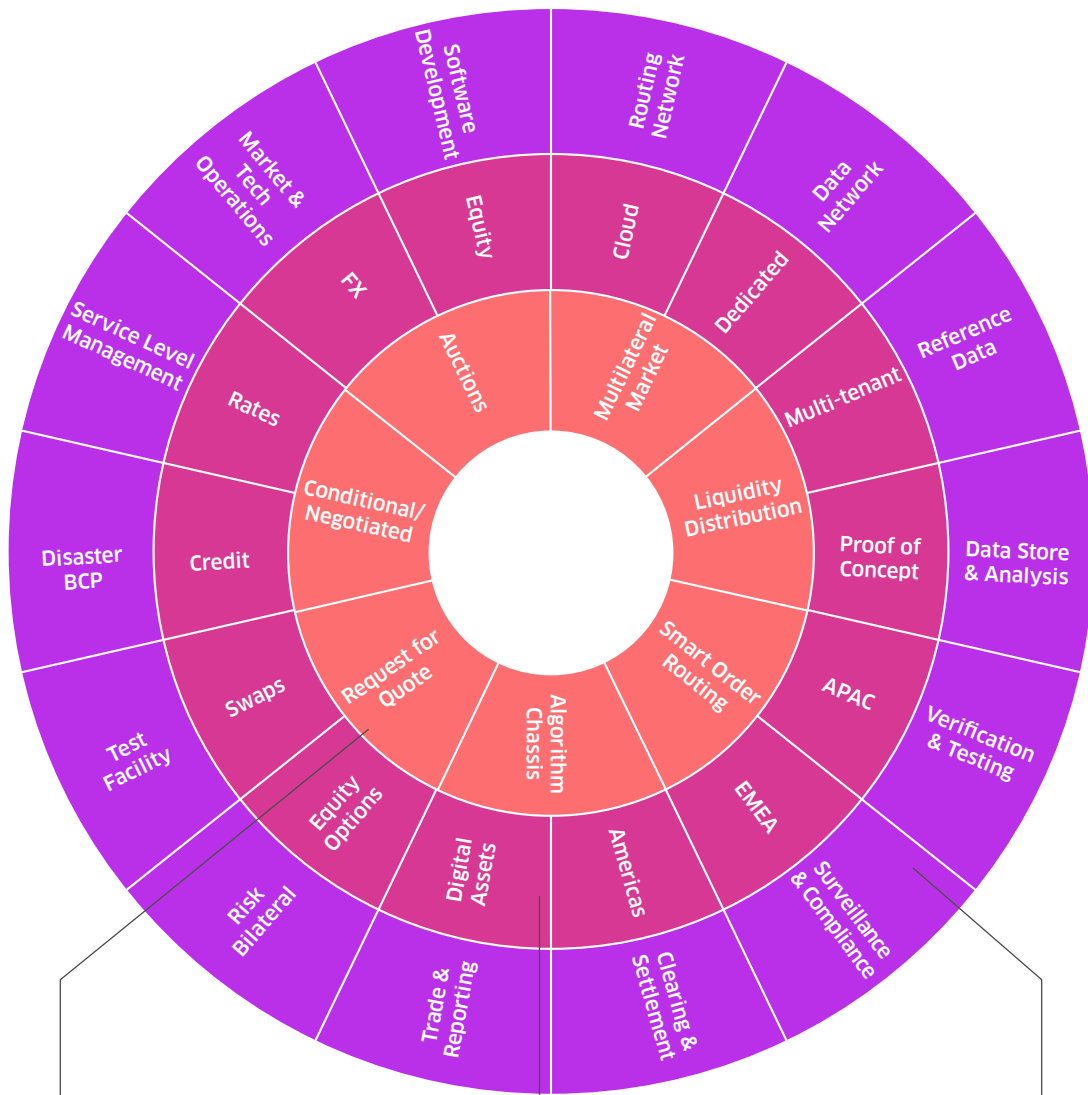 Routing
Network
Data
Network
Reference
Data
Data Store
& Analysis
Verification
& Testing
Surveillance
& Compliance
Clearing &
Settlement
Trade &
Reporting
Risk
Bilateral
Test
Facility
Disaster
BCP
Service Level
Management
Market &
Tech
Operations
Software
Development
Cloud
Dedicated
Multi-tenant
Proof of
Concept
APAC
EMEA
Americas
Digital
Assets
Equity
Options
Swaps
Credit
Rates
FX
Equity
Multilateral
Market
Liquidity
Distribution
Smart Order
Routing
Algorithm
Chassis
Request for
Quote
Conditional/
Negotiated
Auctions